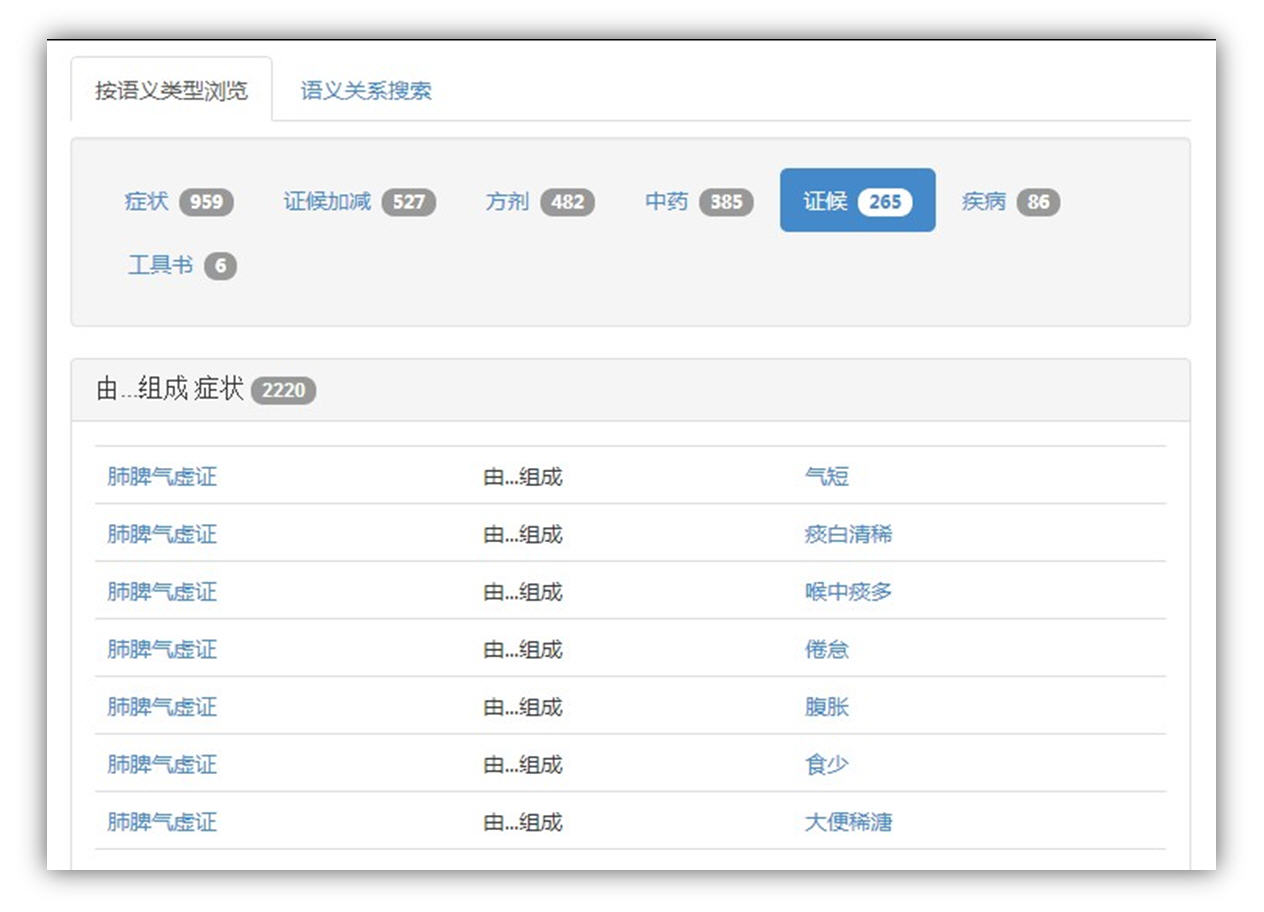 按语义类型浏览 语义关系搜索
症状 959 证候加减 527 方剂 482 中药 385 证候 265 疾病 86
工具书 6
由...组成 症状 2220
肺脾气虚证 由...组成 气短
肺脾气虚证 由...组成 痰白清稀
肺脾气虚证 由...组成 喉中痰多
肺脾气虚证 由...组成 倦怠
肺脾气虚证 由...组成 腹胀
肺脾气虚证 由...组成 食少
肺脾气虚证 由...组成 大便稀溏